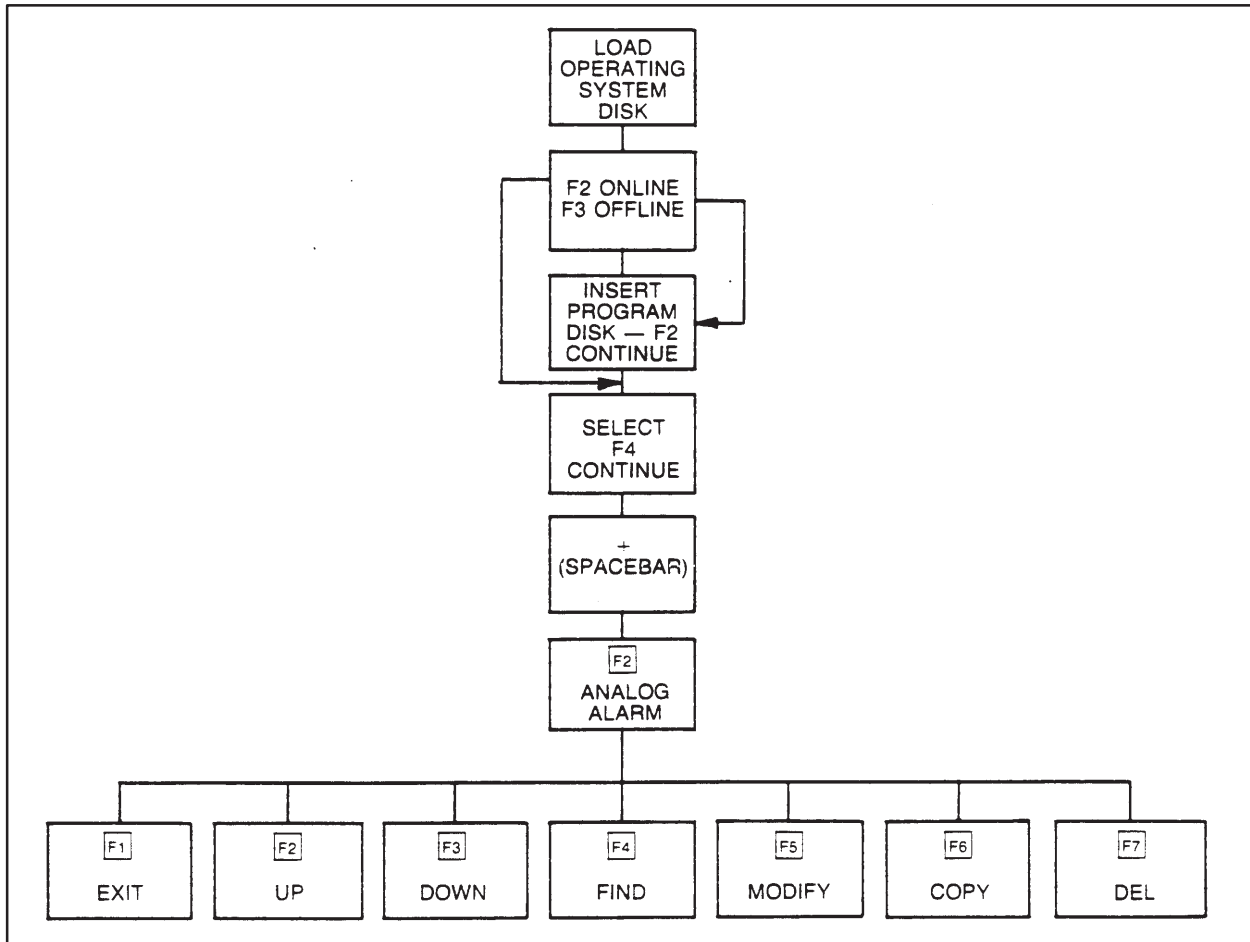 LOAD
OPERATING
SYSTEM
DISK
F2 ONLINE
F3 OFFLINE
INSERT
PROGRAM
DISK — F2
CONTINUE
SELECT
F4
CONTINUE
+
(SPACEBAR)
F2
ANALOG
ALARM
F1
EXIT
F2
UP
F3
DOWN
F4
FIND
F5
MODIFY
F6
COPY
F7
DEL